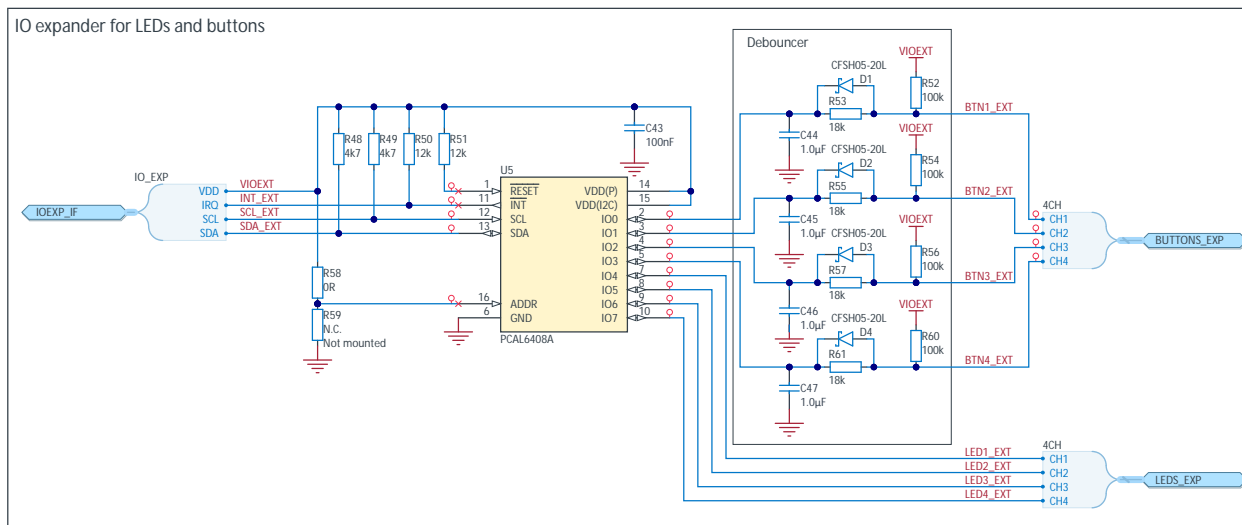 IO expander for LEDs and buttons
Debouncer
VIOEXT
CFSH05-20L
D1
R52
100k
R53
18k
BTN1_EXT
C44
1.0µF
VIOEXT
CFSH05-20L
D2
R54
100k
R55
18k
BTN2_EXT
C45
1.0µF
VIOEXT
CFSH05-20L
D3
R56
100k
R57
18k
BTN3_EXT
C46
1.0µF
VIOEXT
CFSH05-20L
D4
R60
100k
R61
18k
BTN4_EXT
C47
1.0µF
R48
4k7
R49
4k7
R50
12k
R51
12k
C43
100nF
IO_EXP
IOEXP_IF
VDD VIOEXT
IRQ INT_EXT
SCL SCL_EXT
SDA SDA_EXT
U5
1 RESET VDD(P) 14
11 INT VDD(I2C) 15
12 SCL IO0 2
13 SDA IO1 3
IO2 4
IO3 5
IO4 7
IO5 8
16 ADDR IO6 9
6 GND IO7 10
PCAL6408A
R58
0R
R59
N.C.
Not mounted
4CH
CH1
CH2
CH3
CH4
BUTTONS_EXP
4CH
LED1_EXT CH1
LED2_EXT CH2
LED3_EXT CH3
LED4_EXT CH4
LEDS_EXP